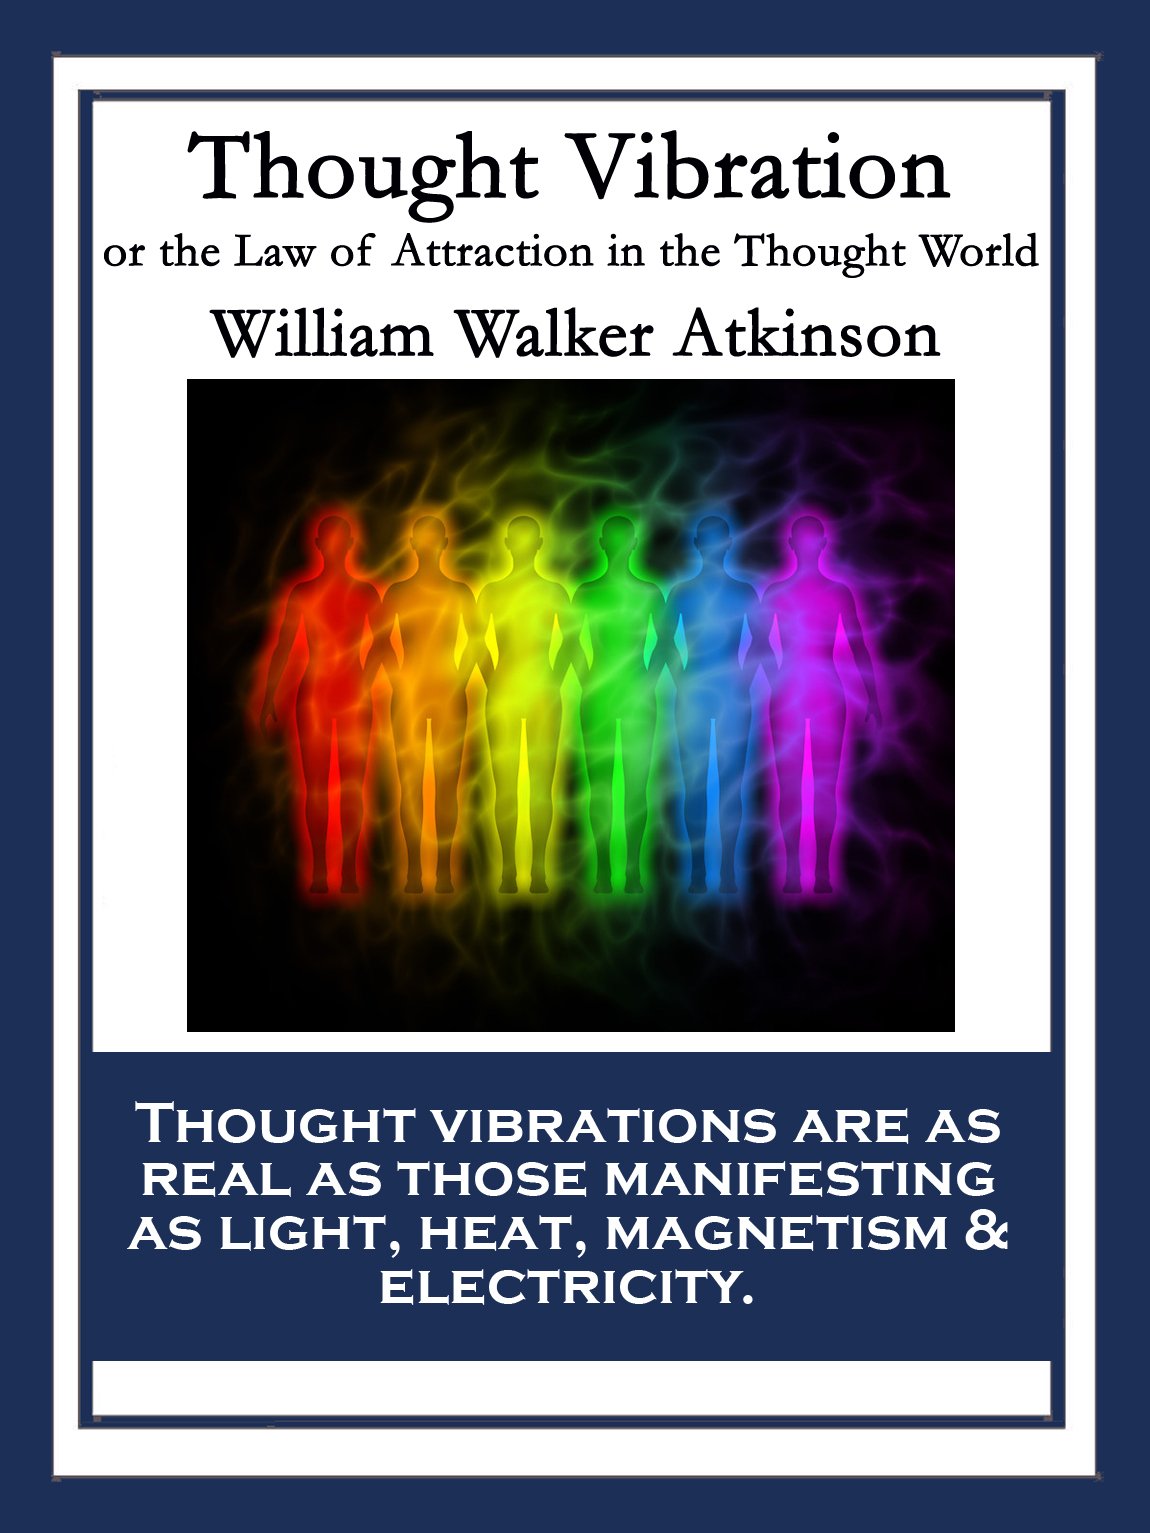 Thought Vibration
or the Law of Attraction in the Thought World
William Walker Atkinson
Thought vibrations are as
real as those manifesting
as light, heat, magnetism &
electricity.